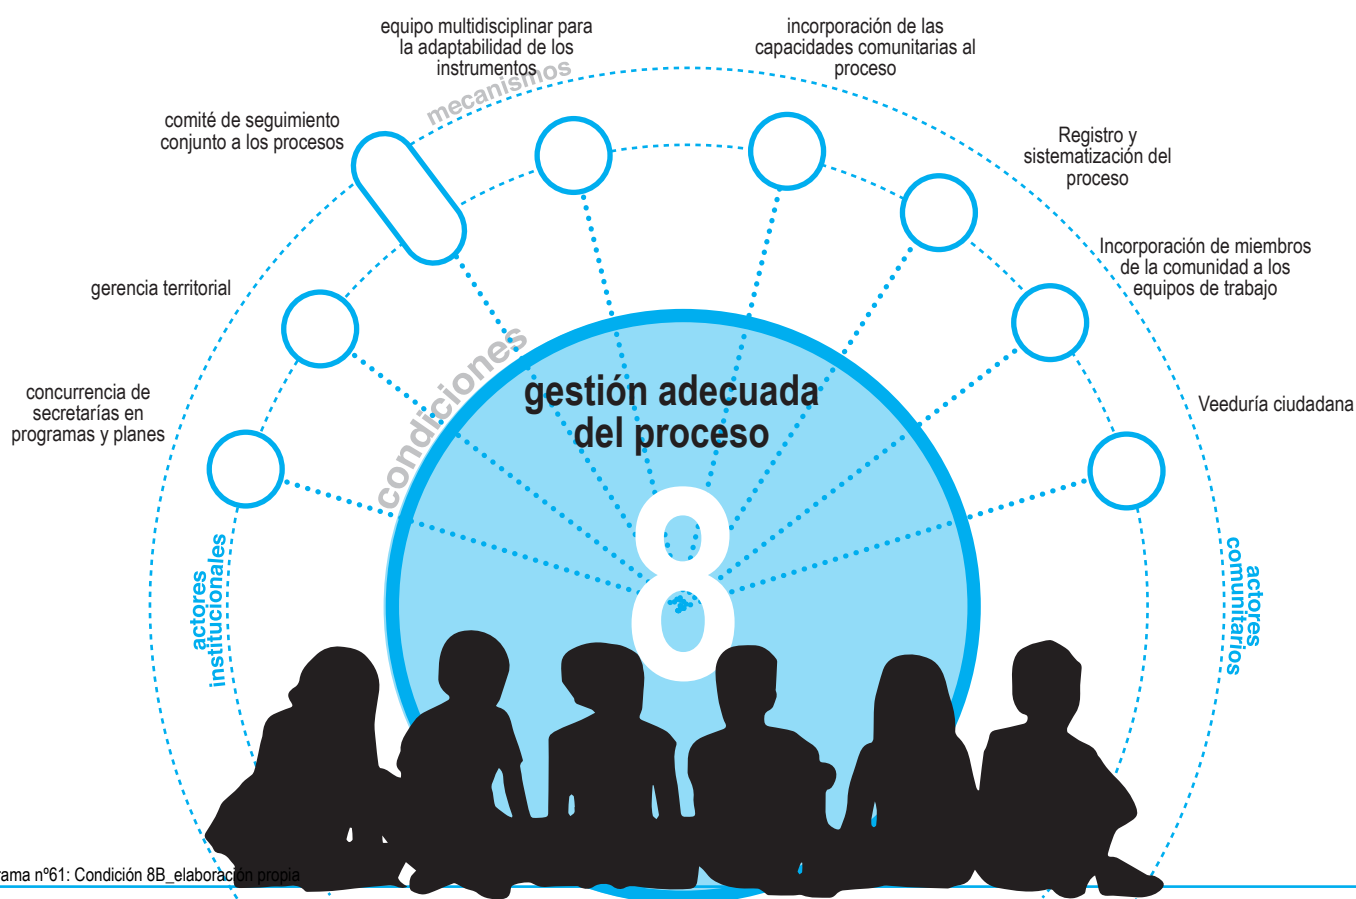 equipo multidisciplinar para
la adaptabilidad de los
instrumentos
incorporación de las
capacidades comunitarias al
proceso
mecanismos
comité de seguimiento
conjunto a los procesos
Registro y
sistematización del
proceso
Incorporación de miembros
de la comunidad a los
equipos de trabajo
gerencia territorial
condiciones
gestión adecuada
del proceso
concurrencia de
secretarías en
programas y planes
Veeduría ciudadana
8
actores
institucionales
actores
comunitarios
rama nº61: Condición 8B_elaboración propia